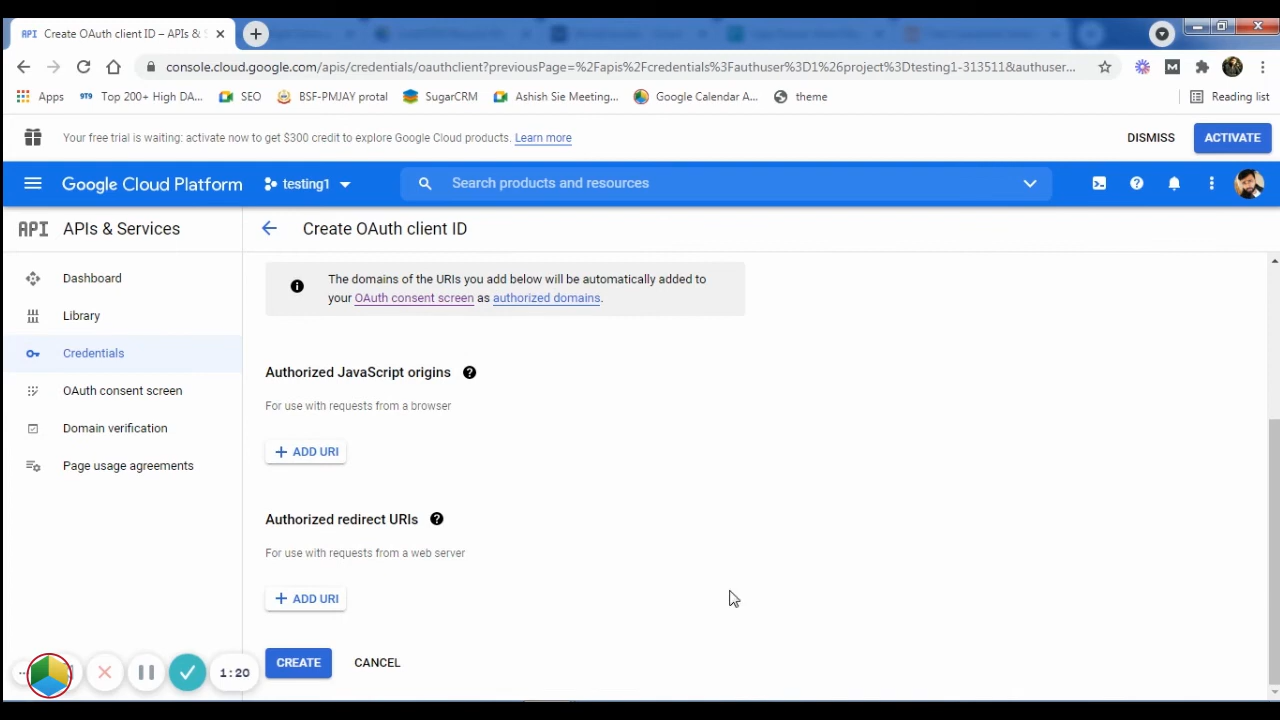 API Create OAuth client ID – APIs & S
console.cloud.google.com/apis/credentials/oauthclient?previousPage=%2Fapis%2Fcredentials%3Fauthuser%3D1%26project%3Dtesting1-313511&authuser...
Apps
9T9 Top 200+ High DA...
SEO
BSF-PMJAY protal
SugarCRM
Ashish Sie Meeting...
Google Calendar A...
theme
Reading list
Your free trial is waiting: activate now to get $300 credit to explore Google Cloud products. Learn more
DISMISS
ACTIVATE
Google Cloud Platform
testing1
Search products and resources
API APIs & Services
Create OAuth client ID
Dashboard
Library
Credentials
OAuth consent screen
Domain verification
Page usage agreements
The domains of the URIs you add below will be automatically added to
your OAuth consent screen as authorized domains.
Authorized JavaScript origins
For use with requests from a browser
+ ADD URI
Authorized redirect URIs
For use with requests from a web server
+ ADD URI
CREATE
CANCEL
1:20